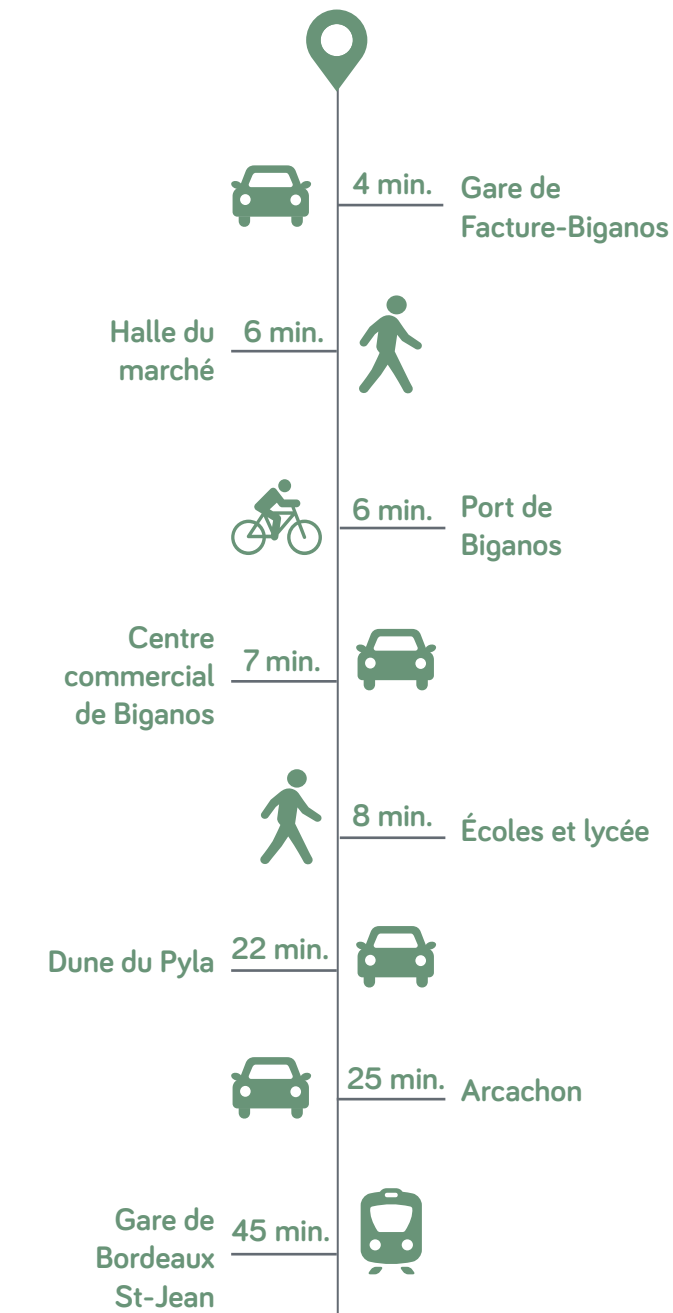 4 min.
Gare de
Facture-Biganos
Halle du
marché
6 min.
6 min.
Port de
Biganos
Centre
commercial
de Biganos
7 min.
8 min.
Écoles et lycée
Dune du Pyla
22 min.
25 min.
Arcachon
Gare de
Bordeaux
St-Jean
45 min.